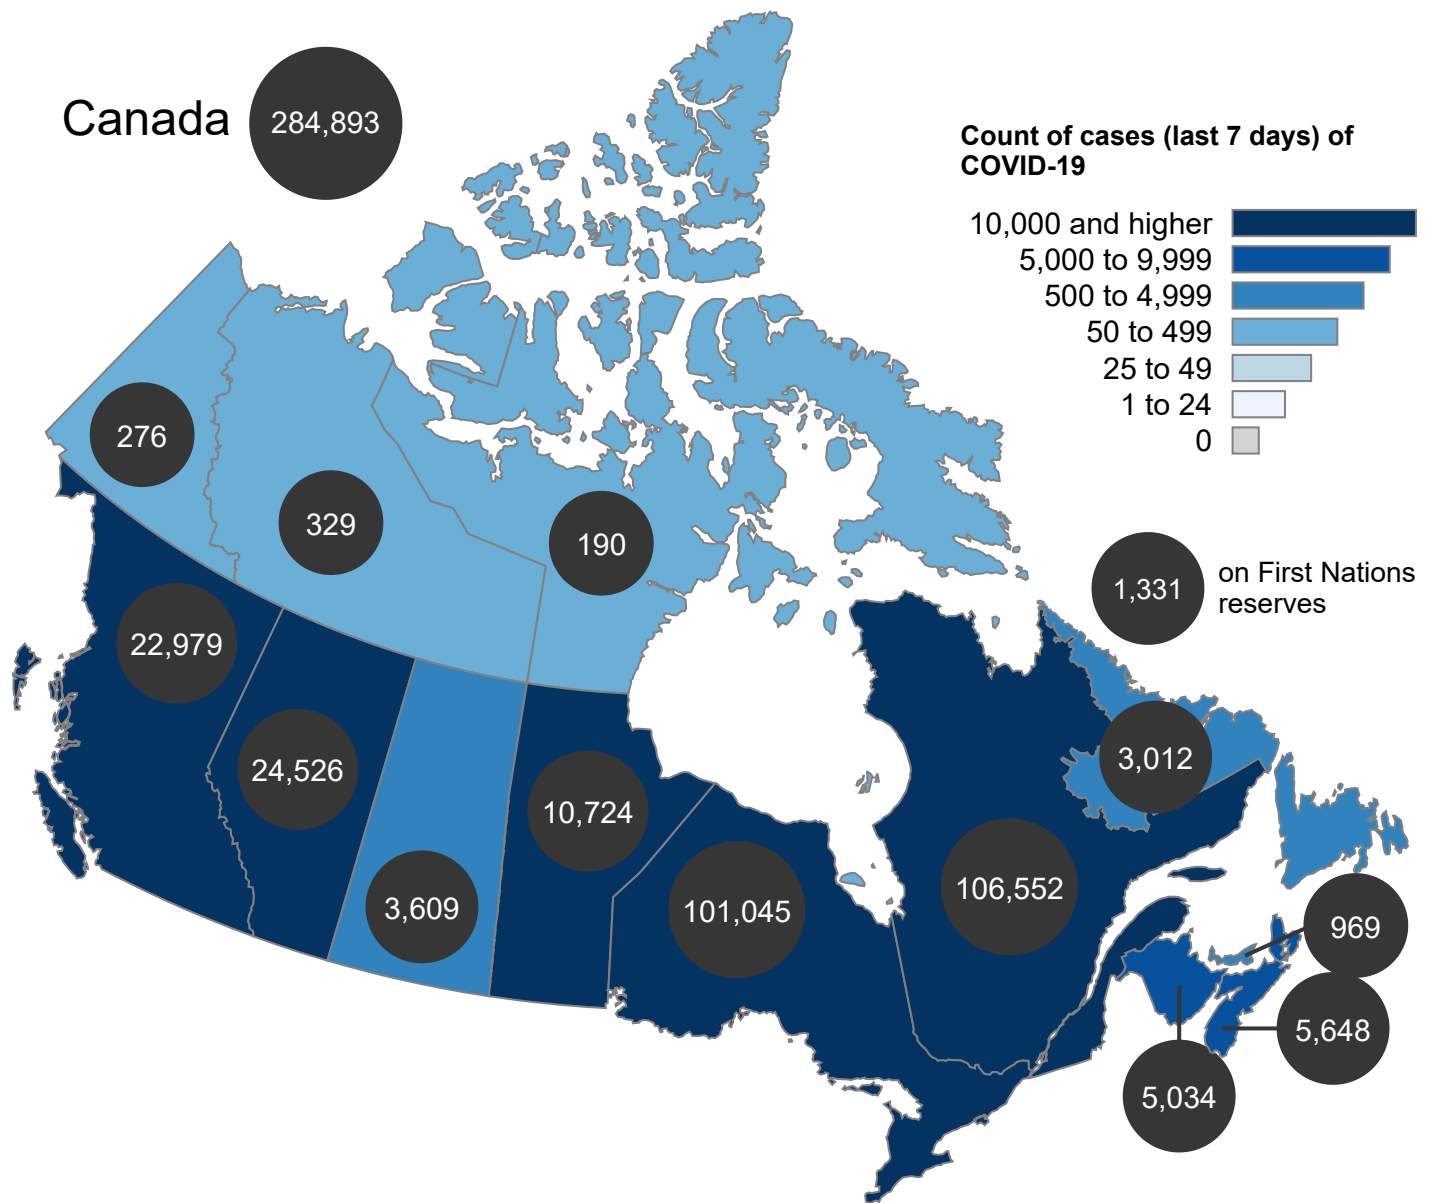 Canada
284,893
Count of cases (last 7 days) of
COVID-19
10,000 and higher
5,000 to 9,999
500 to 4,999
50 to 499
25 to 49
1 to 24
0
276
329
190
1,331
on First Nations
reserves
22,979
24,526
3,609
10,724
101,045
106,552
3,012
969
5,648
5,034